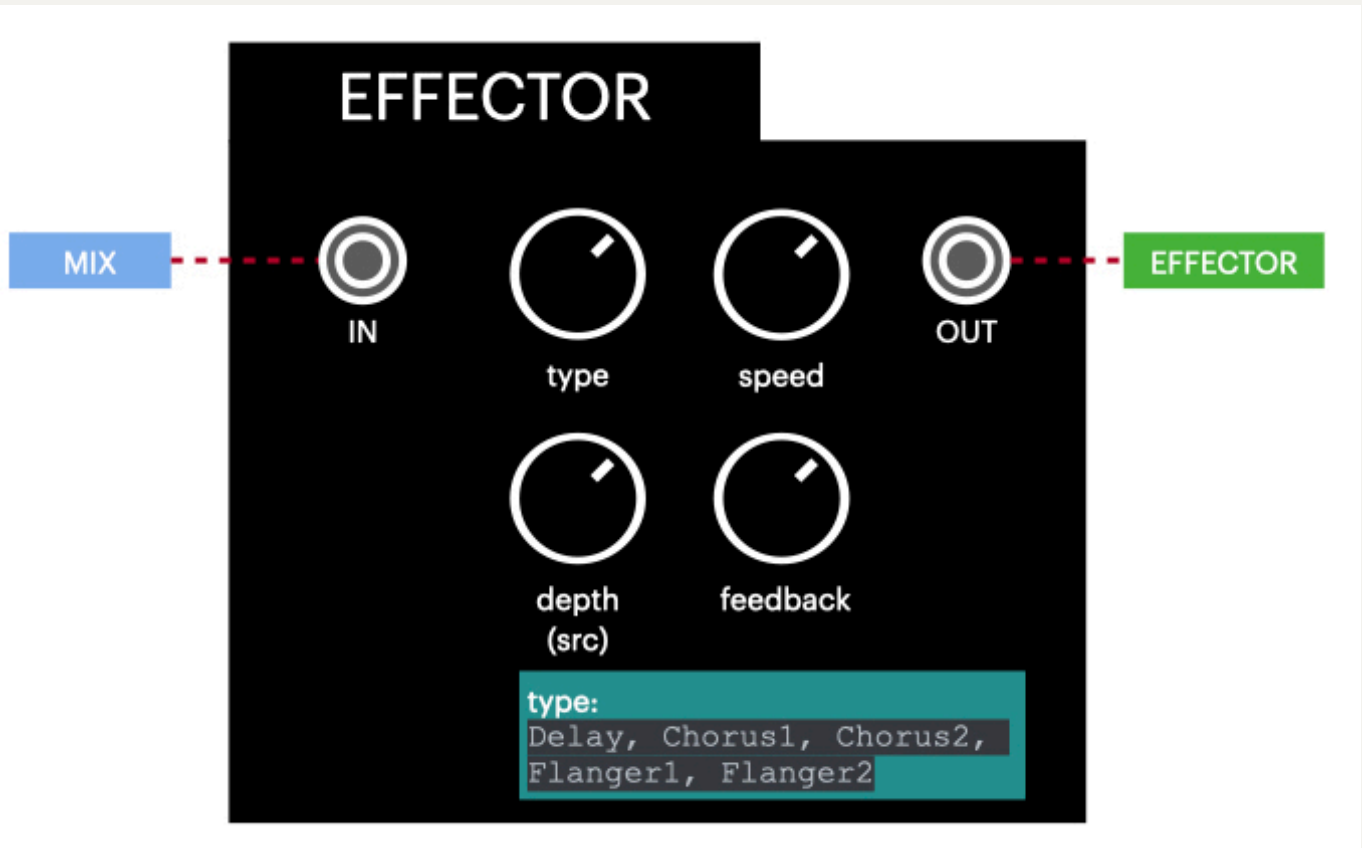 EFFECTOR
MIX
EFFECTOR
IN
OUT
type
speed
depth
(src)
feedback
type:
Delay, Chorus1, Chorus2,
Flanger1, Flanger2